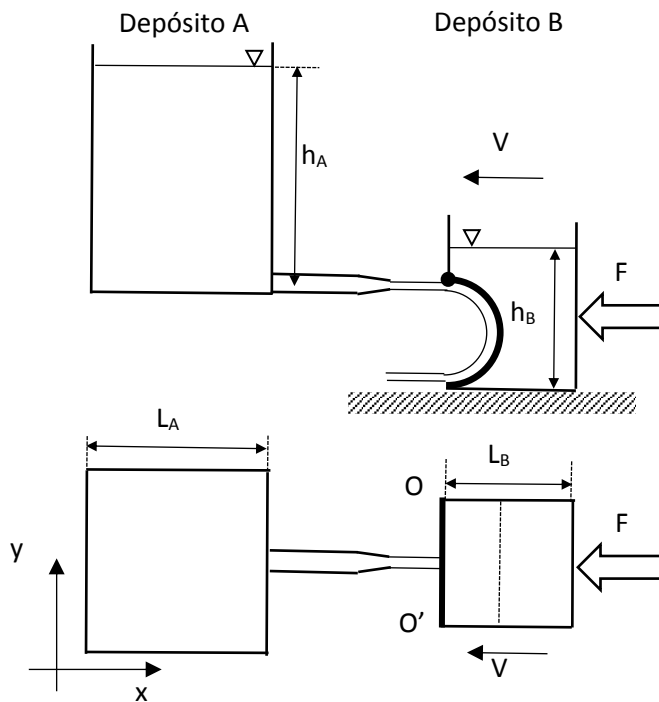 Depósito A
Depósito B
h_A
V
F
h_B
L_A
L_B
O
F
y
O'
V
x